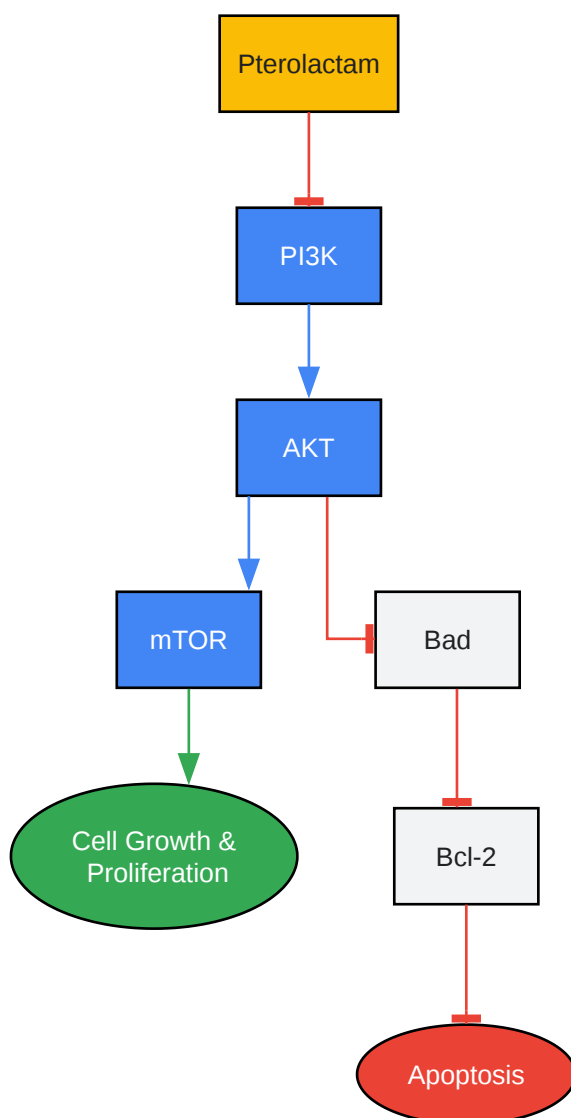 Pterolactam
PI3K
AKT
mTOR
Bad
Cell Growth &
Proliferation
Bcl-2
Apoptosis